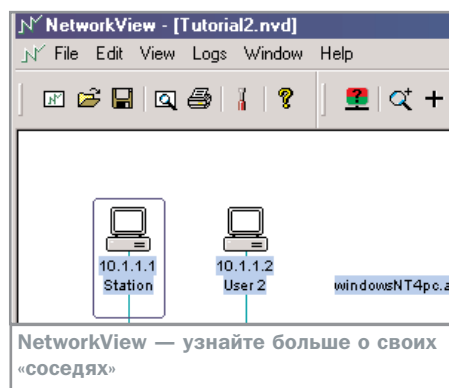 NetworkView - [Tutorial2.nvd]
File Edit View Logs Window Help
10.1.1.1 10.1.1.2
Station User 2 windowsNT4pc.a
NetworkView — узнайте больше о своих
«соседях»